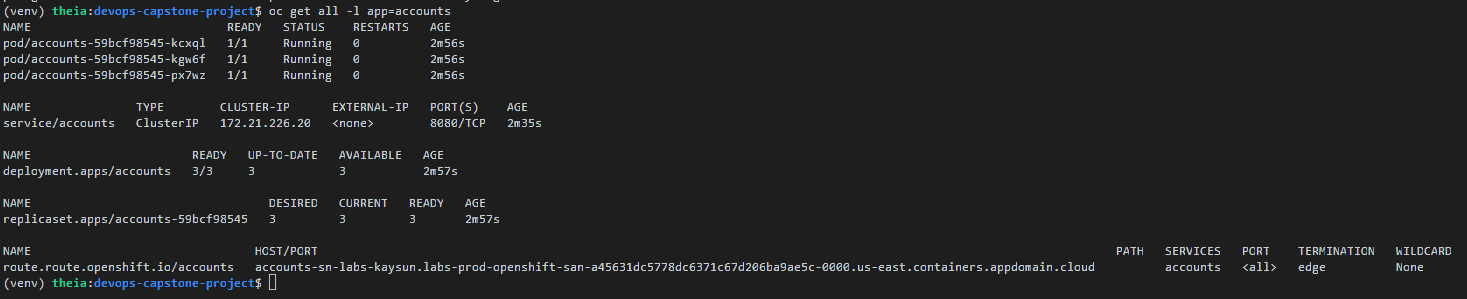 (venv) theia:devops-capstone-project$ oc get all -l app=accounts
NAME READY STATUS RESTARTS AGE
pod/accounts-59bcf98545-kcxql 1/1 Running 0 2m56s
pod/accounts-59bcf98545-kgw6f 1/1 Running 0 2m56s
pod/accounts-59bcf98545-px7wz 1/1 Running 0 2m56s
NAME TYPE CLUSTER-IP EXTERNAL-IP PORT(S) AGE
service/accounts ClusterIP 172.21.226.20 <none> 8080/TCP 2m35s
NAME READY UP-TO-DATE AVAILABLE AGE
deployment.apps/accounts 3/3 3 3 2m57s
NAME DESIRED CURRENT READY AGE
replicaset.apps/accounts-59bcf98545 3 3 3 2m57s
NAME HOST/PORT PATH SERVICES PORT TERMINATION WILDCARD
route.route.openshift.io/accounts accounts-sn-labs-kaysun.labs-prod-openshift-san-a45631dc5778dc6371c67d206ba9ae5c-0000.us-east.containers.appdomain.cloud accounts <all> edge None
(venv) theia:devops-capstone-project$